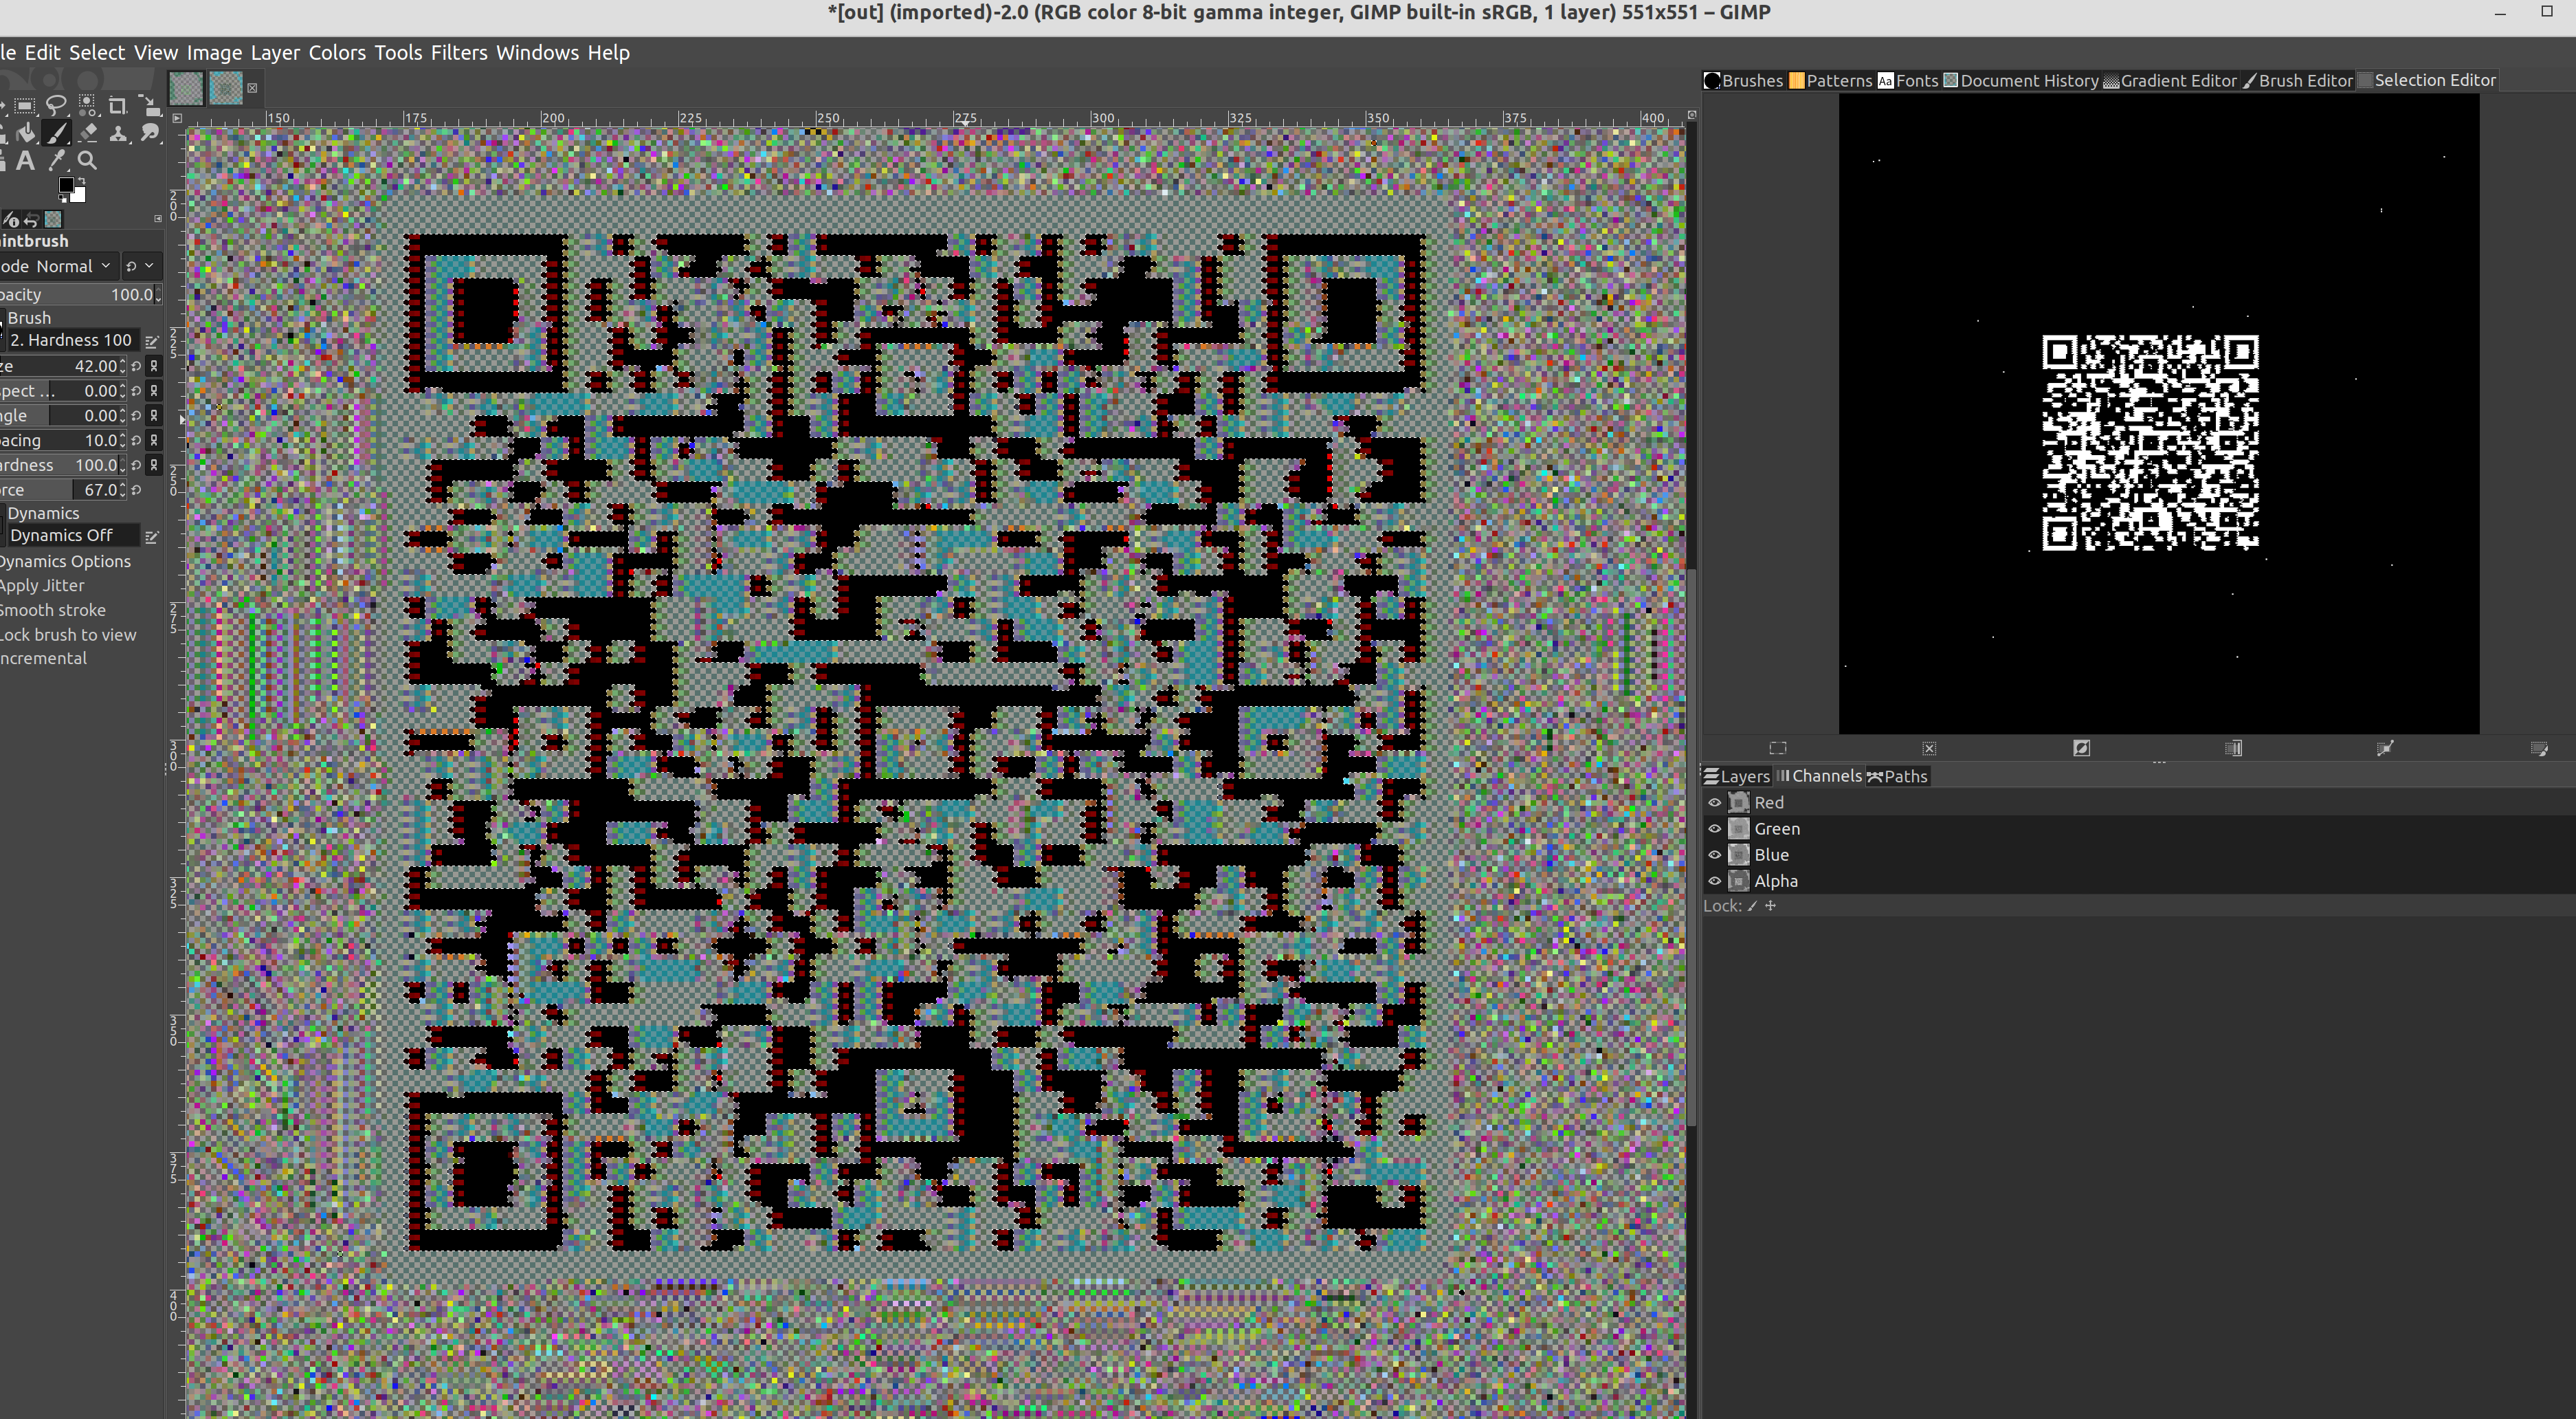 *[out] (imported)-2.0 (RGB color 8-bit gamma integer, GIMP built-in sRGB, 1 layer) 551x551 – GIMP
le Edit Select View Image Layer Colors Tools Filters Windows Help
Brushes Patterns Fonts Document History Gradient Editor Brush Editor Selection Editor
150 175 200 225 250 275 300 325 350 375 400
intbrush
ode Normal
acity 100.0
Brush
2. Hardness 100
ze 42.00
spect ... 0.00
ngle 0.00
acing 10.0
ardness 100.0
orce 67.0
Dynamics
Dynamics Off
Dynamics Options
Apply Jitter
Smooth stroke
Lock brush to view
ncremental
200
225
250
275
300
325
350
375
400
Layers Channels Paths
Red
Green
Blue
Alpha
Lock: